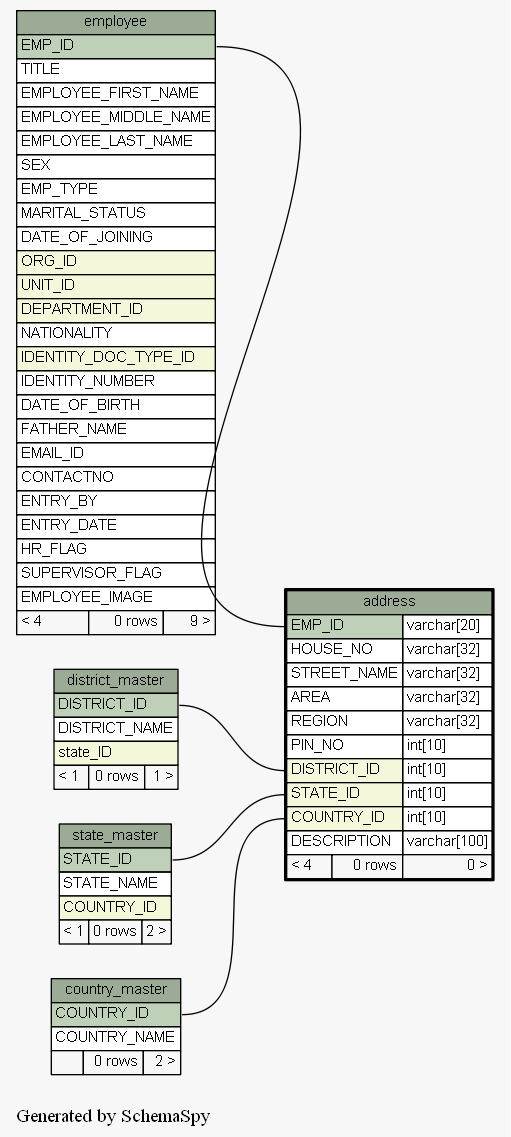 employee
EMP_ID
TITLE
EMPLOYEE_FIRST_NAME
EMPLOYEE_MIDDLE_NAME
EMPLOYEE_LAST_NAME
SEX
EMP_TYPE
MARITAL_STATUS
DATE_OF_JOINING
ORG_ID
UNIT_ID
DEPARTMENT_ID
NATIONALITY
IDENTITY_DOC_TYPE_ID
IDENTITY_NUMBER
DATE_OF_BIRTH
FATHER_NAME
EMAIL_ID
CONTACTNO
ENTRY_BY
ENTRY_DATE
HR_FLAG
SUPERVISOR_FLAG
EMPLOYEE_IMAGE
< 4 0 rows 9 >
address
EMP_ID varchar[20]
HOUSE_NO varchar[32]
STREET_NAME varchar[32]
AREA varchar[32]
REGION varchar[32]
PIN_NO int[10]
DISTRICT_ID int[10]
STATE_ID int[10]
COUNTRY_ID int[10]
DESCRIPTION varchar[100]
< 4 0 rows 0 >
district_master
DISTRICT_ID
DISTRICT_NAME
state_ID
< 1 0 rows 1 >
state_master
STATE_ID
STATE_NAME
COUNTRY_ID
< 1 0 rows 2 >
country_master
COUNTRY_ID
COUNTRY_NAME
0 rows 2 >
Generated by SchemaSpy